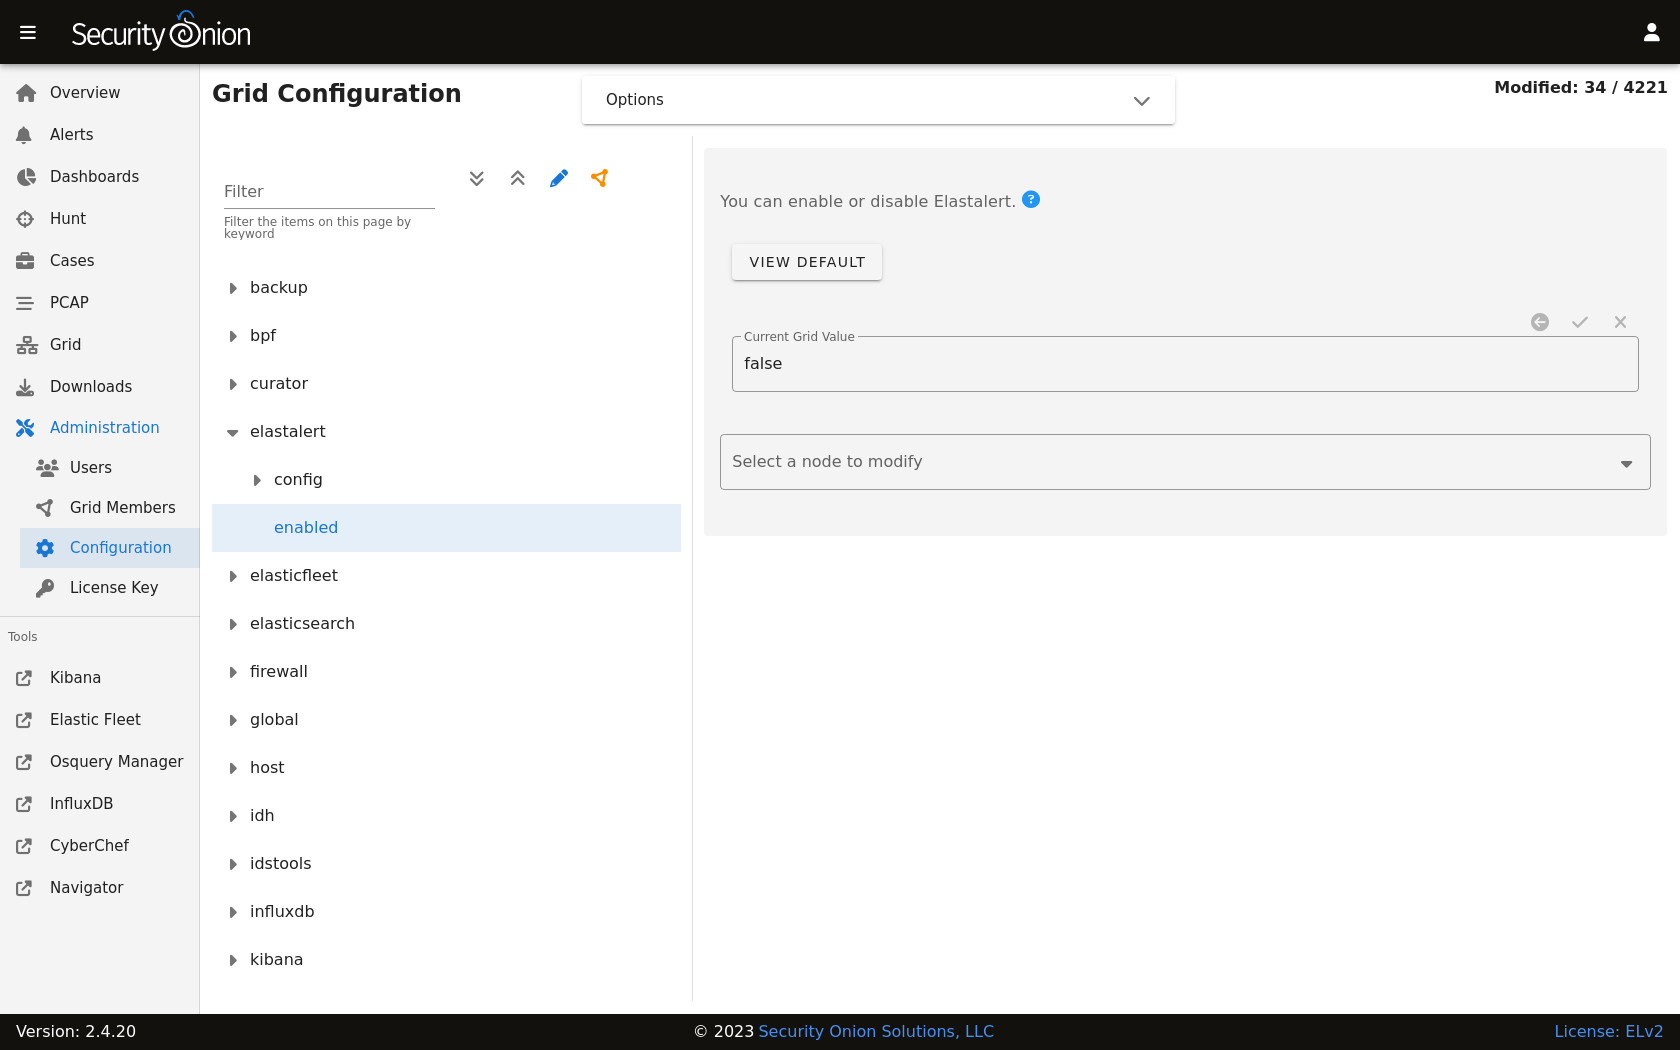 Security Onion
Overview
Alerts
Dashboards
Hunt
Cases
PCAP
Grid
Downloads
Administration
Users
Grid Members
Configuration
License Key
Tools
Kibana
Elastic Fleet
Osquery Manager
InfluxDB
CyberChef
Navigator
Grid Configuration
Options
Modified: 34 / 4221
Filter
Filter the items on this page by
keyword
backup
bpf
curator
elastalert
config
enabled
elasticfleet
elasticsearch
firewall
global
host
idh
idstools
influxdb
kibana
You can enable or disable Elastalert. ?
VIEW DEFAULT
Current Grid Value
false
Select a node to modify
Version: 2.4.20
© 2023 Security Onion Solutions, LLC
License: ELv2